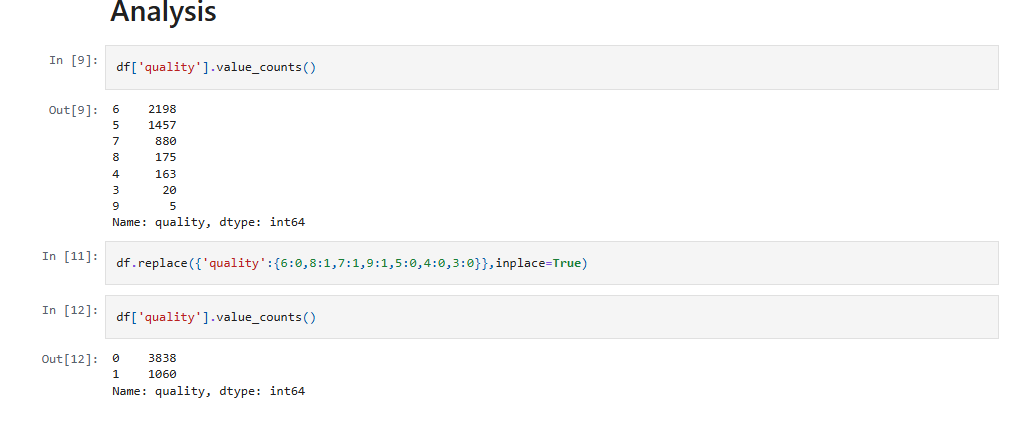 Analysis
In [9]: df['quality'].value_counts()
Out[9]: 6    2198
5    1457
7     880
8     175
4     163
3      20
9       5
Name: quality, dtype: int64
In [11]: df.replace({'quality':{6:0,8:1,7:1,9:1,5:0,4:0,3:0}},inplace=True)
In [12]: df['quality'].value_counts()
Out[12]: 0    3838
1    1060
Name: quality, dtype: int64